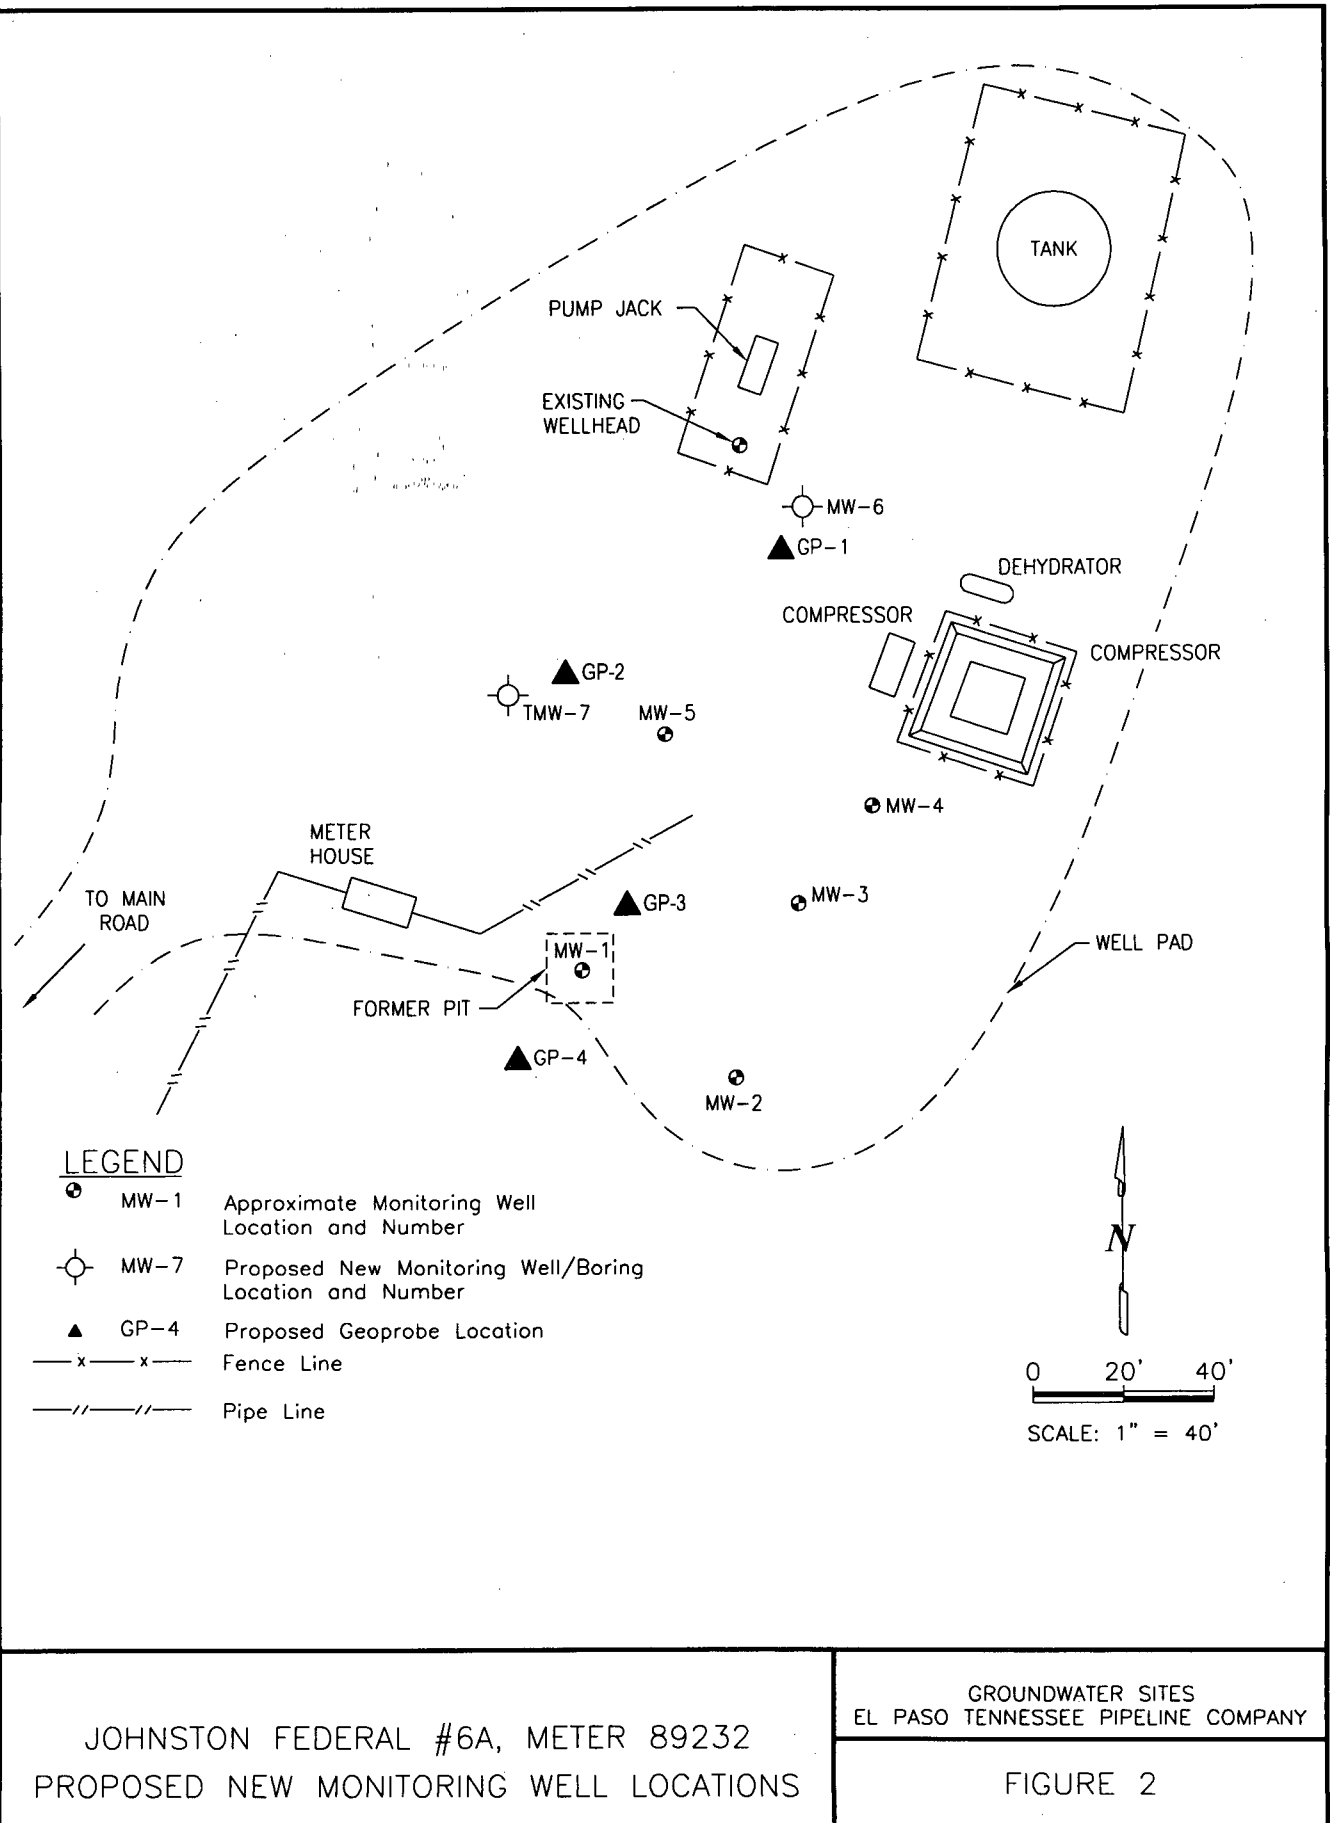 TANK
PUMP JACK
EXISTING
WELLHEAD
MW-6
GP-1
DEHYDRATOR
COMPRESSOR
COMPRESSOR
GP-2
TMW-7
MW-5
MW-4
METER
HOUSE
TO MAIN
ROAD
GP-3
MW-3
WELL PAD
MW-1
FORMER PIT
GP-4
MW-2
LEGEND
MW-1 Approximate Monitoring Well
Location and Number
MW-7 Proposed New Monitoring Well/Boring
Location and Number
GP-4 Proposed Geoprobe Location
x x Fence Line
// // Pipe Line
N
0 20' 40'
SCALE: 1" = 40'
GROUNDWATER SITES
EL PASO TENNESSEE PIPELINE COMPANY
JOHNSTON FEDERAL #6A, METER 89232
PROPOSED NEW MONITORING WELL LOCATIONS
FIGURE 2